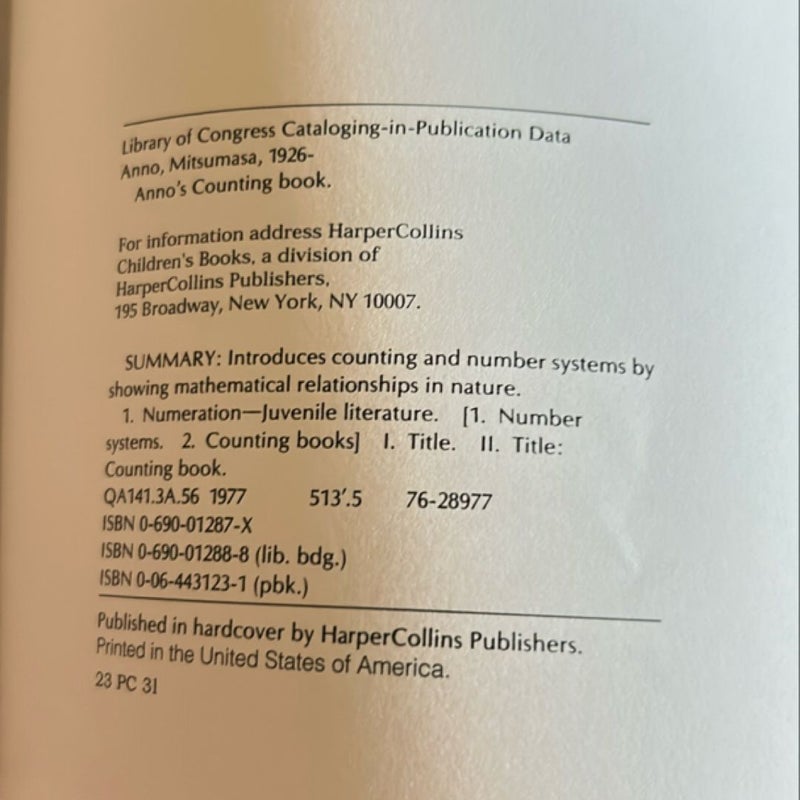 Library of Congress Cataloging-in-Publication Data
Anno, Mitsumasa, 1926-
Anno's Counting book.
For information address HarperCollins
Children's Books, a division of
HarperCollins Publishers,
195 Broadway, New York, NY 10007.
SUMMARY: Introduces counting and number systems by
showing mathematical relationships in nature.
1. Numeration—Juvenile literature. [1. Number
systems. 2. Counting books] I. Title. II. Title:
Counting book.
QA141.3A.56 1977 513′.5 76-28977
ISBN 0-690-01287-X
ISBN 0-690-01288-8 (lib. bdg.)
ISBN 0-06-443123-1 (pbk.)
Published in hardcover by HarperCollins Publishers.
Printed in the United States of America.
23 PC 31